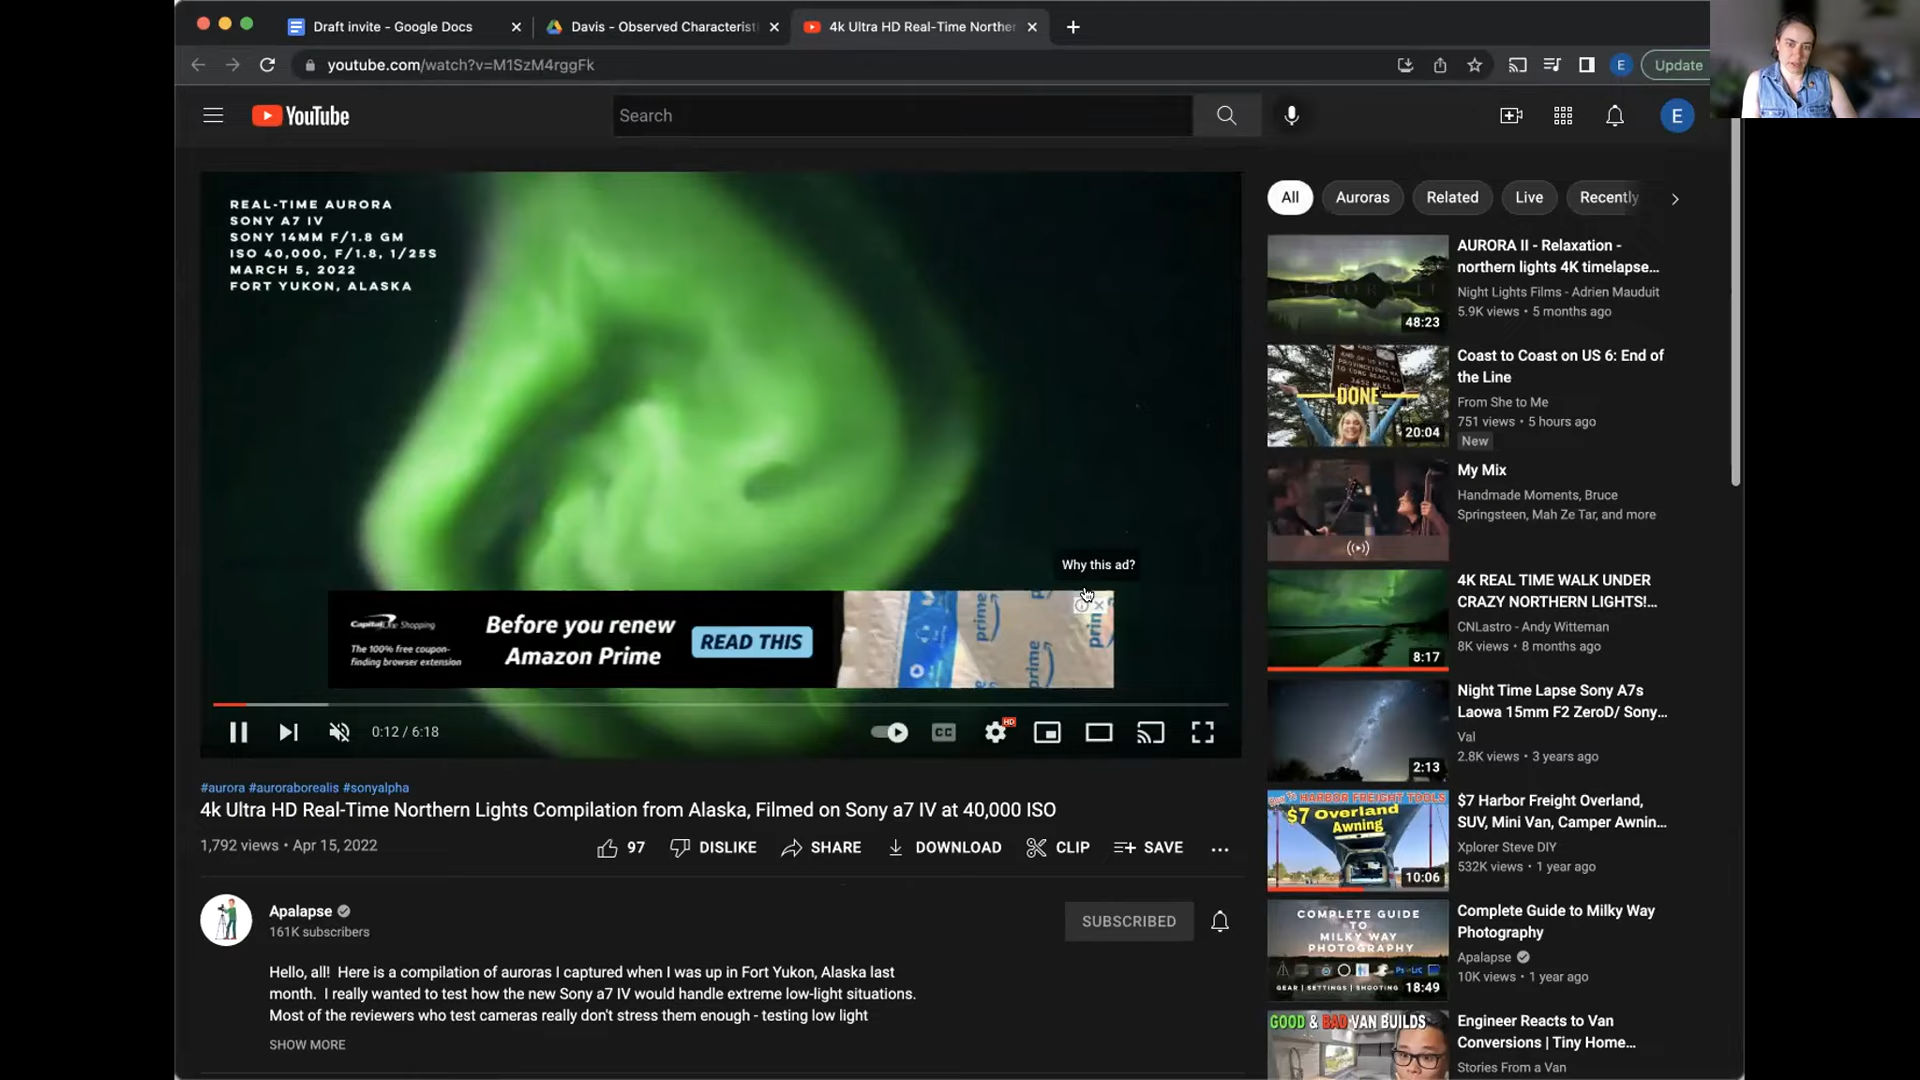 Draft invite - Google Docs
Davis - Observed Characterist
4k Ultra HD Real-Time Norther
youtube.com/watch?v=M1SzM4rggFk
E
Update
YouTube
Search
E
REAL-TIME AURORA
SONY A7 IV
SONY 14MM F/1.8 GM
ISO 40,000, F/1.8, 1/25S
MARCH 5, 2022
FORT YUKON, ALASKA
Why this ad?
Capital One Shopping
The 100% free coupon-
finding browser extension
Before you renew
Amazon Prime
READ THIS
prime
prime
prim
0:12 / 6:18
CC
HD
#aurora #auroraborealis #sonyalpha
4k Ultra HD Real-Time Northern Lights Compilation from Alaska, Filmed on Sony a7 IV at 40,000 ISO
1,792 views • Apr 15, 2022
97
DISLIKE
SHARE
DOWNLOAD
CLIP
SAVE
Apalapse
161K subscribers
SUBSCRIBED
Hello, all! Here is a compilation of auroras I captured when I was up in Fort Yukon, Alaska last
month. I really wanted to test how the new Sony a7 IV would handle extreme low-light situations.
Most of the reviewers who test cameras really don't stress them enough - testing low light
SHOW MORE
All
Auroras
Related
Live
Recently
AURORA II
48:23
AURORA II - Relaxation -
northern lights 4K timelapse...
Night Lights Films - Adrien Mauduit
5.9K views • 5 months ago
DONE
20:04
Coast to Coast on US 6: End of
the Line
From She to Me
751 views • 5 hours ago
New
My Mix
Handmade Moments, Bruce
Springsteen, Mah Ze Tar, and more
8:17
4K REAL TIME WALK UNDER
CRAZY NORTHERN LIGHTS!...
CNLastro - Andy Witteman
8K views • 8 months ago
2:13
Night Time Lapse Sony A7s
Laowa 15mm F2 ZeroD/ Sony...
Val
2.8K views • 3 years ago
HARBOR FREIGHT TOOLS
$7 Overland
Awning
10:06
$7 Harbor Freight Overland,
SUV, Mini Van, Camper Awnin...
Xplorer Steve DIY
532K views • 1 year ago
COMPLETE GUIDE
TO
MILKY WAY
PHOTOGRAPHY
GEAR | SETTINGS | SHOOTING
18:49
Complete Guide to Milky Way
Photography
Apalapse
10K views • 1 year ago
GOOD & BAD VAN BUILDS
Engineer Reacts to Van
Conversions | Tiny Home...
Stories From a Van